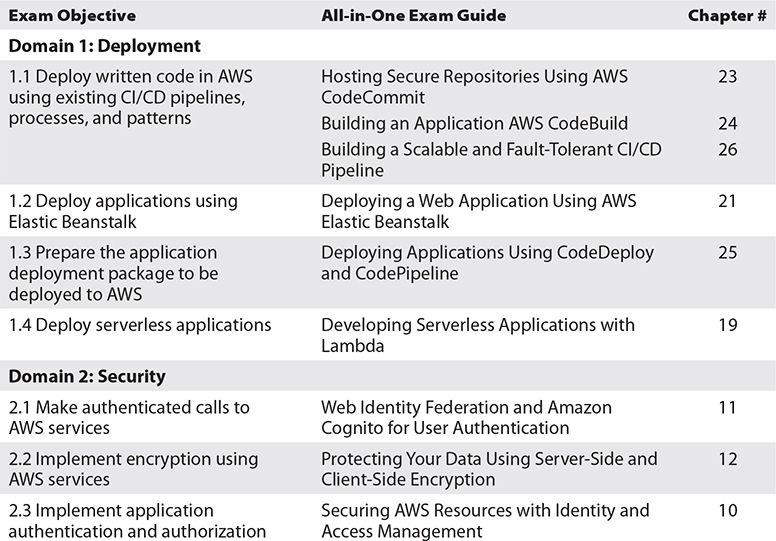 Exam Objective All-in-One Exam Guide Chapter #
Domain 1: Deployment
1.1 Deploy written code in AWS Hosting Secure Repositories Using AWS 23
using existing CI/CD pipelines, CodeCommit
processes, and patterns
Building an Application AWS CodeBuild 24
Building a Scalable and Fault-Tolerant CI/CD 26
Pipeline
1.2 Deploy applications using Deploying a Web Application Using AWS 21
Elastic Beanstalk Elastic Beanstalk
1.3 Prepare the application Deploying Applications Using CodeDeploy 25
deployment package to be and CodePipeline
deployed to AWS
1.4 Deploy serverless applications Developing Serverless Applications with 19
Lambda
Domain 2: Security
2.1 Make authenticated calls to Web Identity Federation and Amazon 11
AWS services Cognito for User Authentication
2.2 Implement encryption using Protecting Your Data Using Server-Side and 12
AWS services Client-Side Encryption
2.3 Implement application Securing AWS Resources with Identity and 10
authentication and authorization Access Management